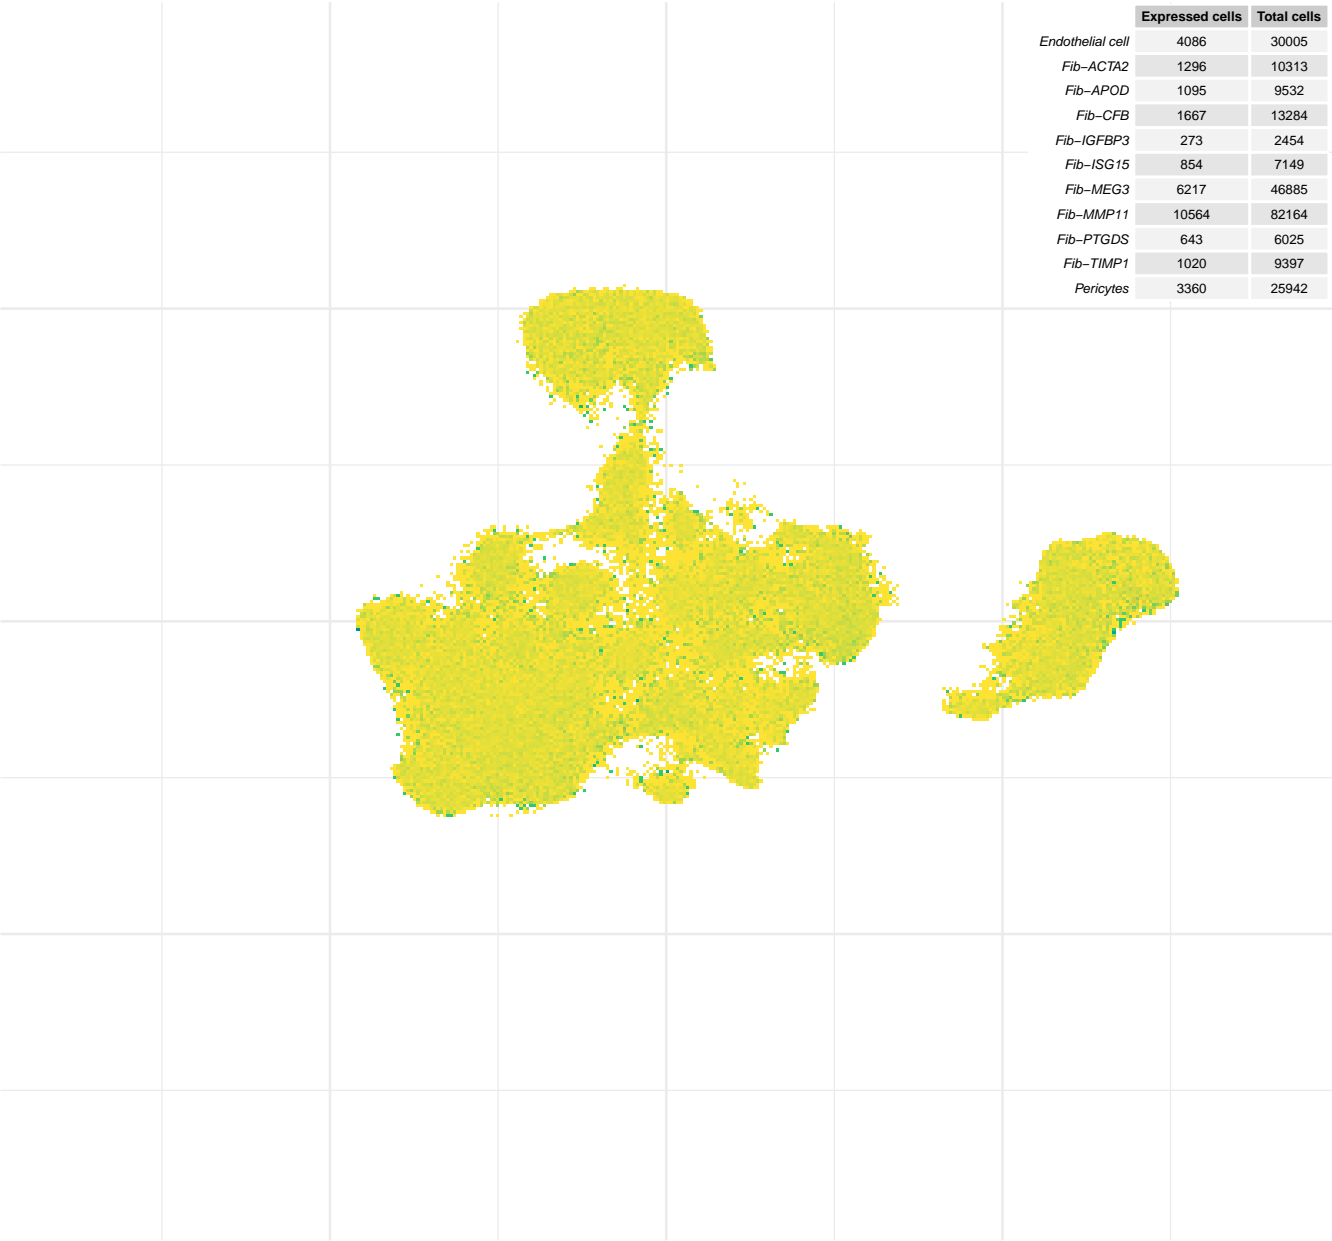 Expressed cells Total cells
Endothelial cell 4086 30005
Fib−ACTA2 1296 10313
Fib−APOD 1095 9532
Fib−CFB 1667 13284
Fib−IGFBP3 273 2454
Fib−ISG15 854 7149
Fib−MEG3 6217 46885
Fib−MMP11 10564 82164
Fib−PTGDS 643 6025
Fib−TIMP1 1020 9397
Pericytes 3360 25942